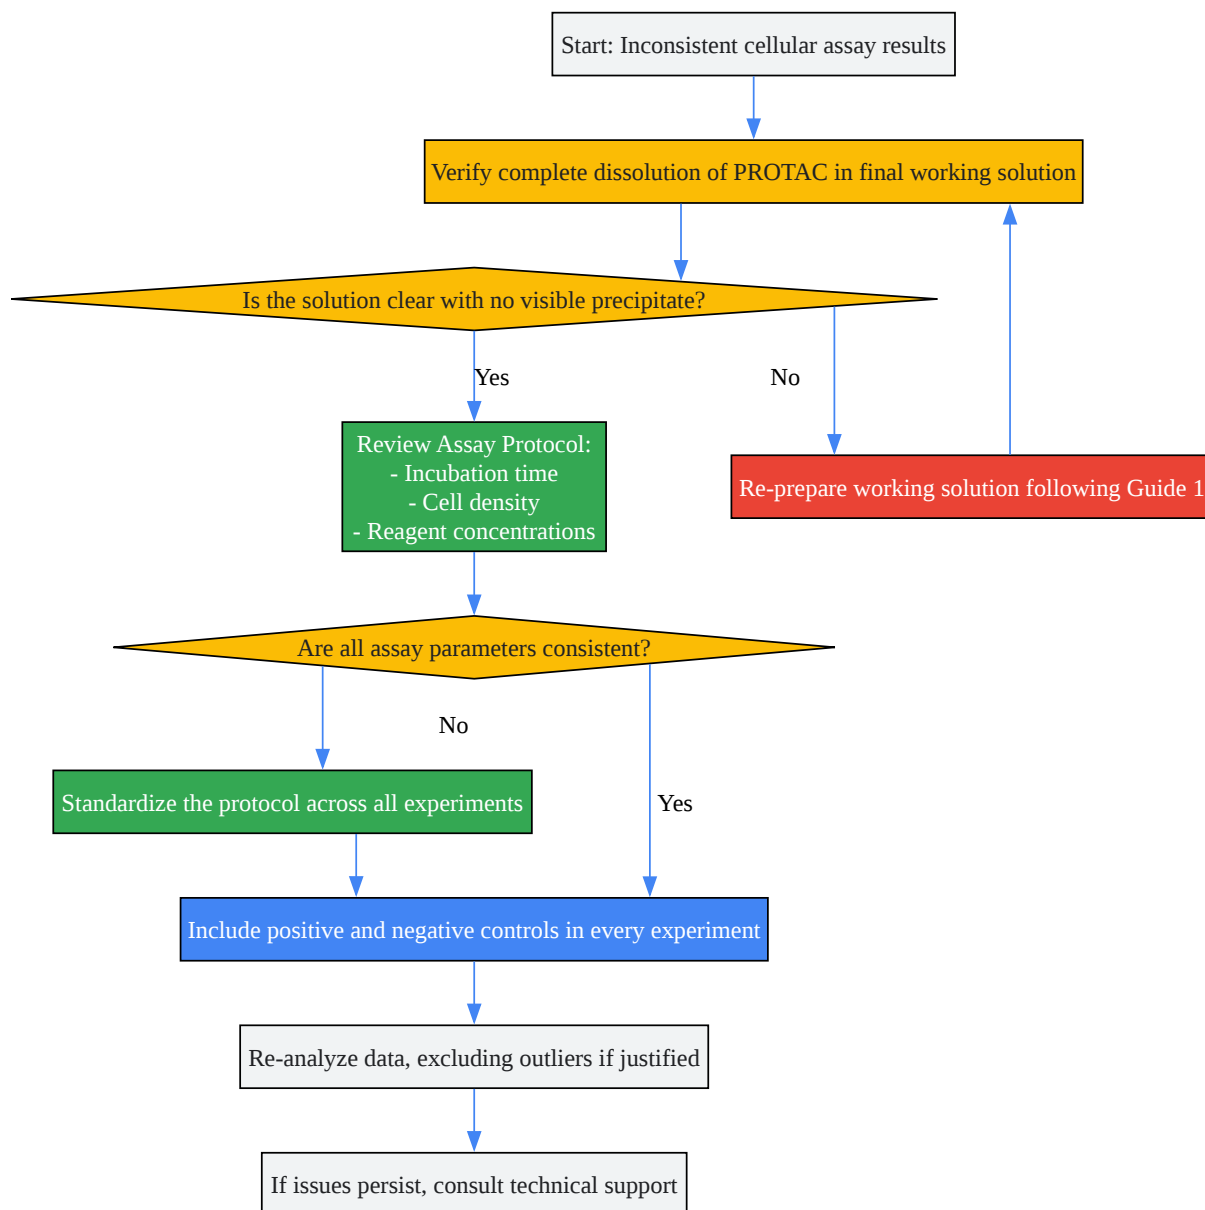 Start: Inconsistent cellular assay results
Verify complete dissolution of PROTAC in final working solution
Is the solution clear with no visible precipitate?
Yes
No
Review Assay Protocol:
- Incubation time
- Cell density
- Reagent concentrations
Re-prepare working solution following Guide 1
Are all assay parameters consistent?
No
Standardize the protocol across all experiments
Yes
Include positive and negative controls in every experiment
Re-analyze data, excluding outliers if justified
If issues persist, consult technical support